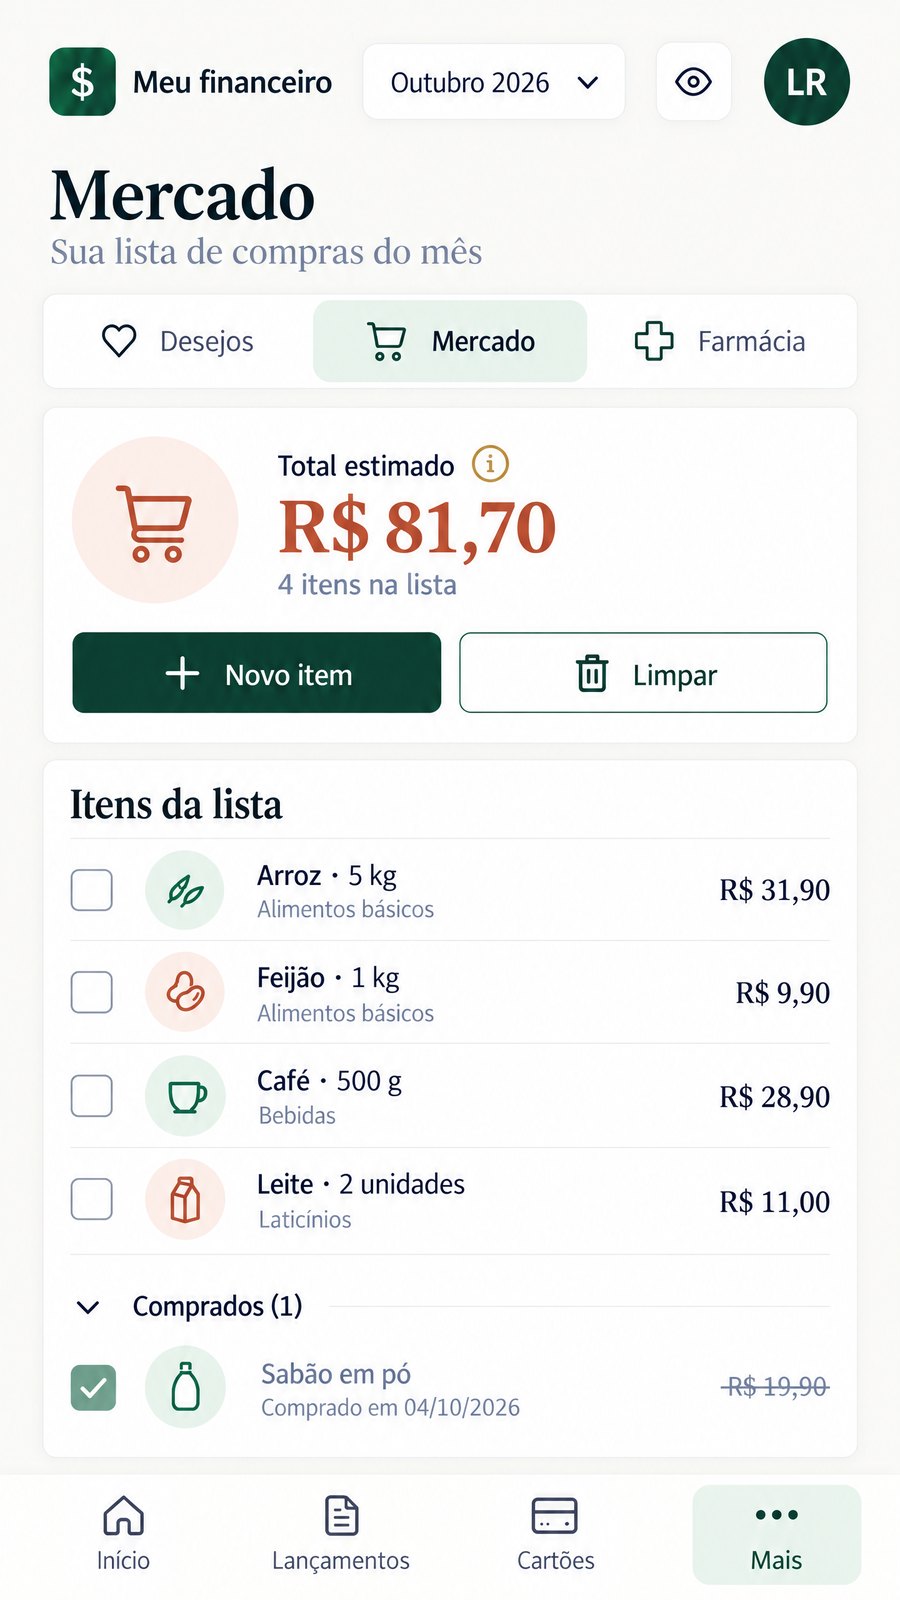 $ Meu financeiro Outubro 2026 LR
Mercado
Sua lista de compras do mês
Desejos Mercado Farmácia
Total estimado i
R$ 81,70
4 itens na lista
Novo item Limpar
Itens da lista
Arroz • 5 kg R$ 31,90
Alimentos básicos
Feijão • 1 kg R$ 9,90
Alimentos básicos
Café • 500 g R$ 28,90
Bebidas
Leite • 2 unidades R$ 11,00
Laticínios
Comprados (1)
Sabão em pó R$ 19,90
Comprado em 04/10/2026
Início Lançamentos Cartões Mais